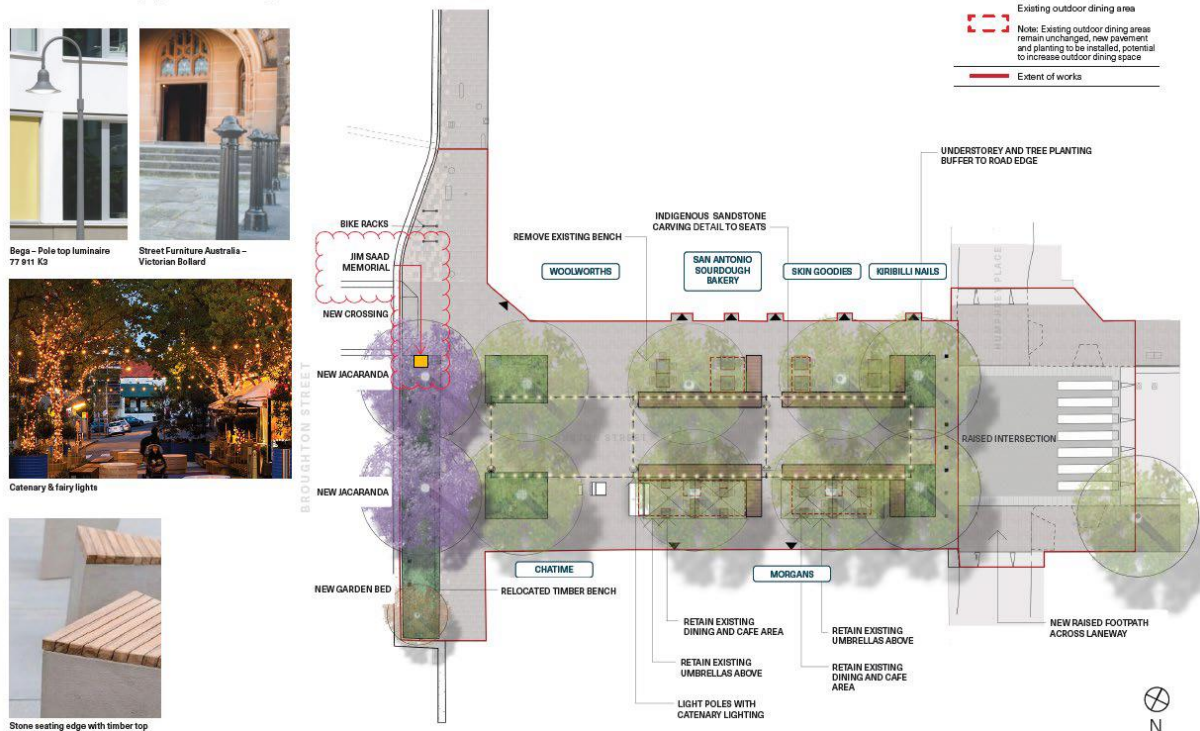 Existing outdoor dining area
Note: Existing outdoor dining areas
remain unchanged, new pavement
and planting to be installed, potential
to increase outdoor dining space
Extent of works
Bega – Pole top luminaire
77 911 K3
Street Furniture Australia –
Victorian Bollard
Catenary & fairy lights
Stone seating edge with timber top
UNDERSTOREY AND TREE PLANTING
BUFFER TO ROAD EDGE
INDIGENOUS SANDSTONE
CARVING DETAIL TO SEATS
REMOVE EXISTING BENCH
BIKE RACKS
JIM SAAD
MEMORIAL
NEW CROSSING
NEW JACARANDA
WOOLWORTHS
SAN ANTONIO
SOURDOUGH
BAKERY
SKIN GOODIES
KIRIBILLI NAILS
HUMPHREY PLACE
BROUGHTON STREET
STREET
RAISED INTERSECTION
NEW JACARANDA
CHATIME
MORGANS
NEW GARDEN BED
RELOCATED TIMBER BENCH
RETAIN EXISTING
DINING AND CAFE AREA
RETAIN EXISTING
UMBRELLAS ABOVE
NEW RAISED FOOTPATH
ACROSS LANEWAY
RETAIN EXISTING
UMBRELLAS ABOVE
RETAIN EXISTING
DINING AND CAFE
AREA
LIGHT POLES WITH
CATENARY LIGHTING
N